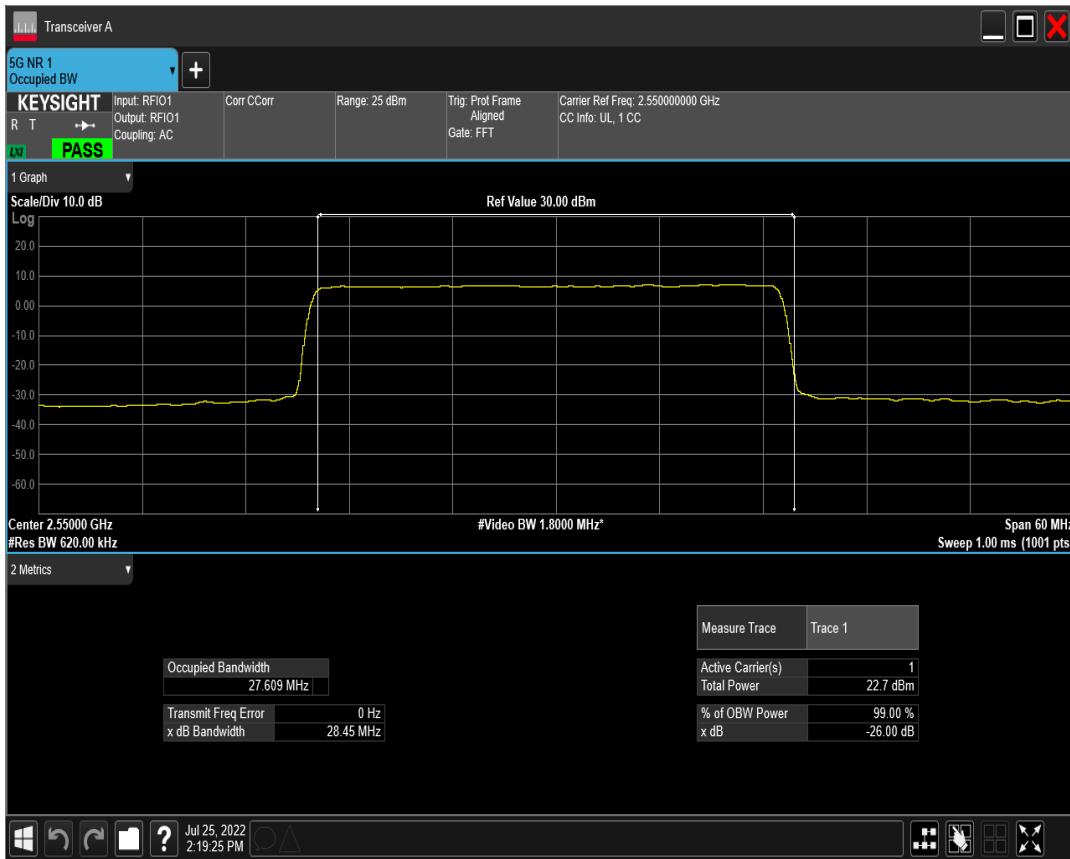 Transceiver A
5G NR 1
Occupied BW
+
KEYSIGHT
R T
LXI
PASS
Input: RFIO1
Output: RFIO1
Coupling: AC
Corr CCorr
Range: 25 dBm
Trig: Prot Frame
Aligned
Gate: FFT
Carrier Ref Freq: 2.550000000 GHz
CC Info: UL, 1 CC
1 Graph
Scale/Div 10.0 dB
Ref Value 30.00 dBm
Log
20.0
10.0
0.00
-10.0
-20.0
-30.0
-40.0
-50.0
-60.0
Center 2.55000 GHz
#Video BW 1.8000 MHz*
Span 60 MHz
#Res BW 620.00 kHz
Sweep 1.00 ms (1001 pts
2 Metrics
Measure Trace Trace 1
Occupied Bandwidth
27.609 MHz
Active Carrier(s) 1
Total Power 22.7 dBm
Transmit Freq Error 0 Hz
x dB Bandwidth 28.45 MHz
% of OBW Power 99.00 %
x dB -26.00 dB
?
Jul 25, 2022
2:19:25 PM